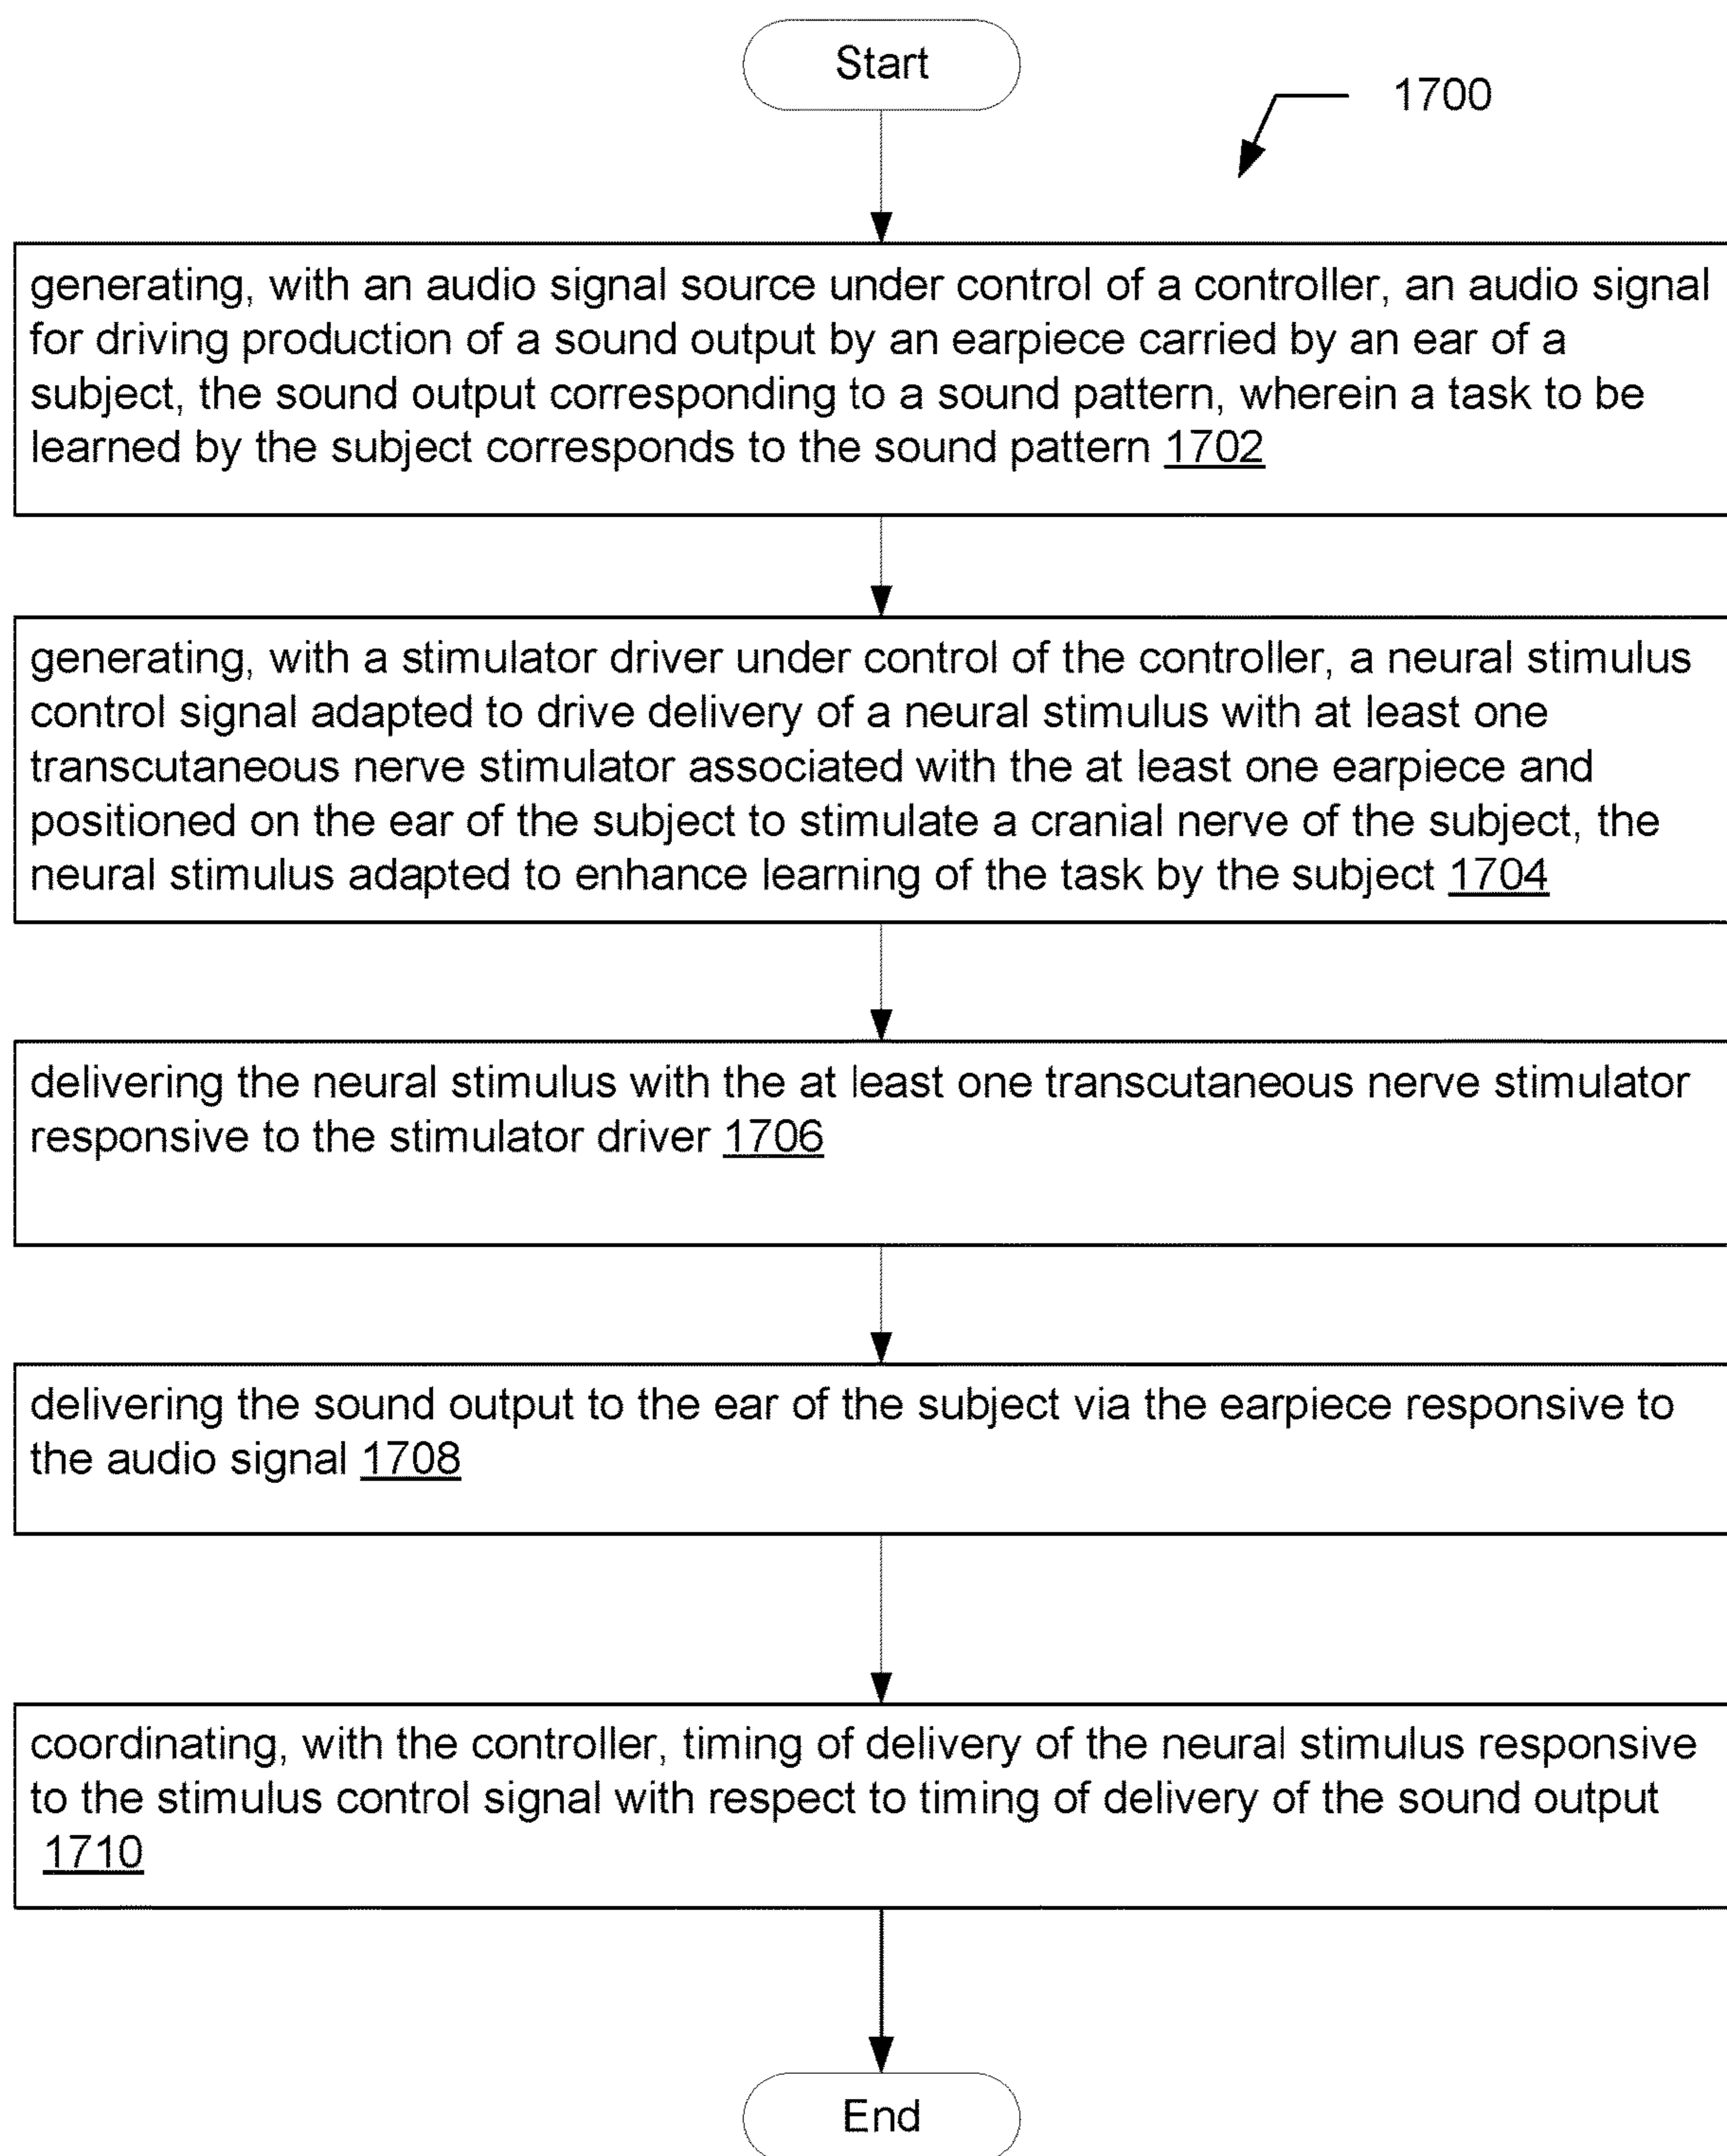 Start
1700
generating, with an audio signal source under control of a controller, an audio signal
for driving production of a sound output by an earpiece carried by an ear of a
subject, the sound output corresponding to a sound pattern, wherein a task to be
learned by the subject corresponds to the sound pattern 1702
generating, with a stimulator driver under control of the controller, a neural stimulus
control signal adapted to drive delivery of a neural stimulus with at least one
transcutaneous nerve stimulator associated with the at least one earpiece and
positioned on the ear of the subject to stimulate a cranial nerve of the subject, the
neural stimulus adapted to enhance learning of the task by the subject 1704
delivering the neural stimulus with the at least one transcutaneous nerve stimulator
responsive to the stimulator driver 1706
delivering the sound output to the ear of the subject via the earpiece responsive to
the audio signal 1708
coordinating, with the controller, timing of delivery of the neural stimulus responsive
to the stimulus control signal with respect to timing of delivery of the sound output
1710
End